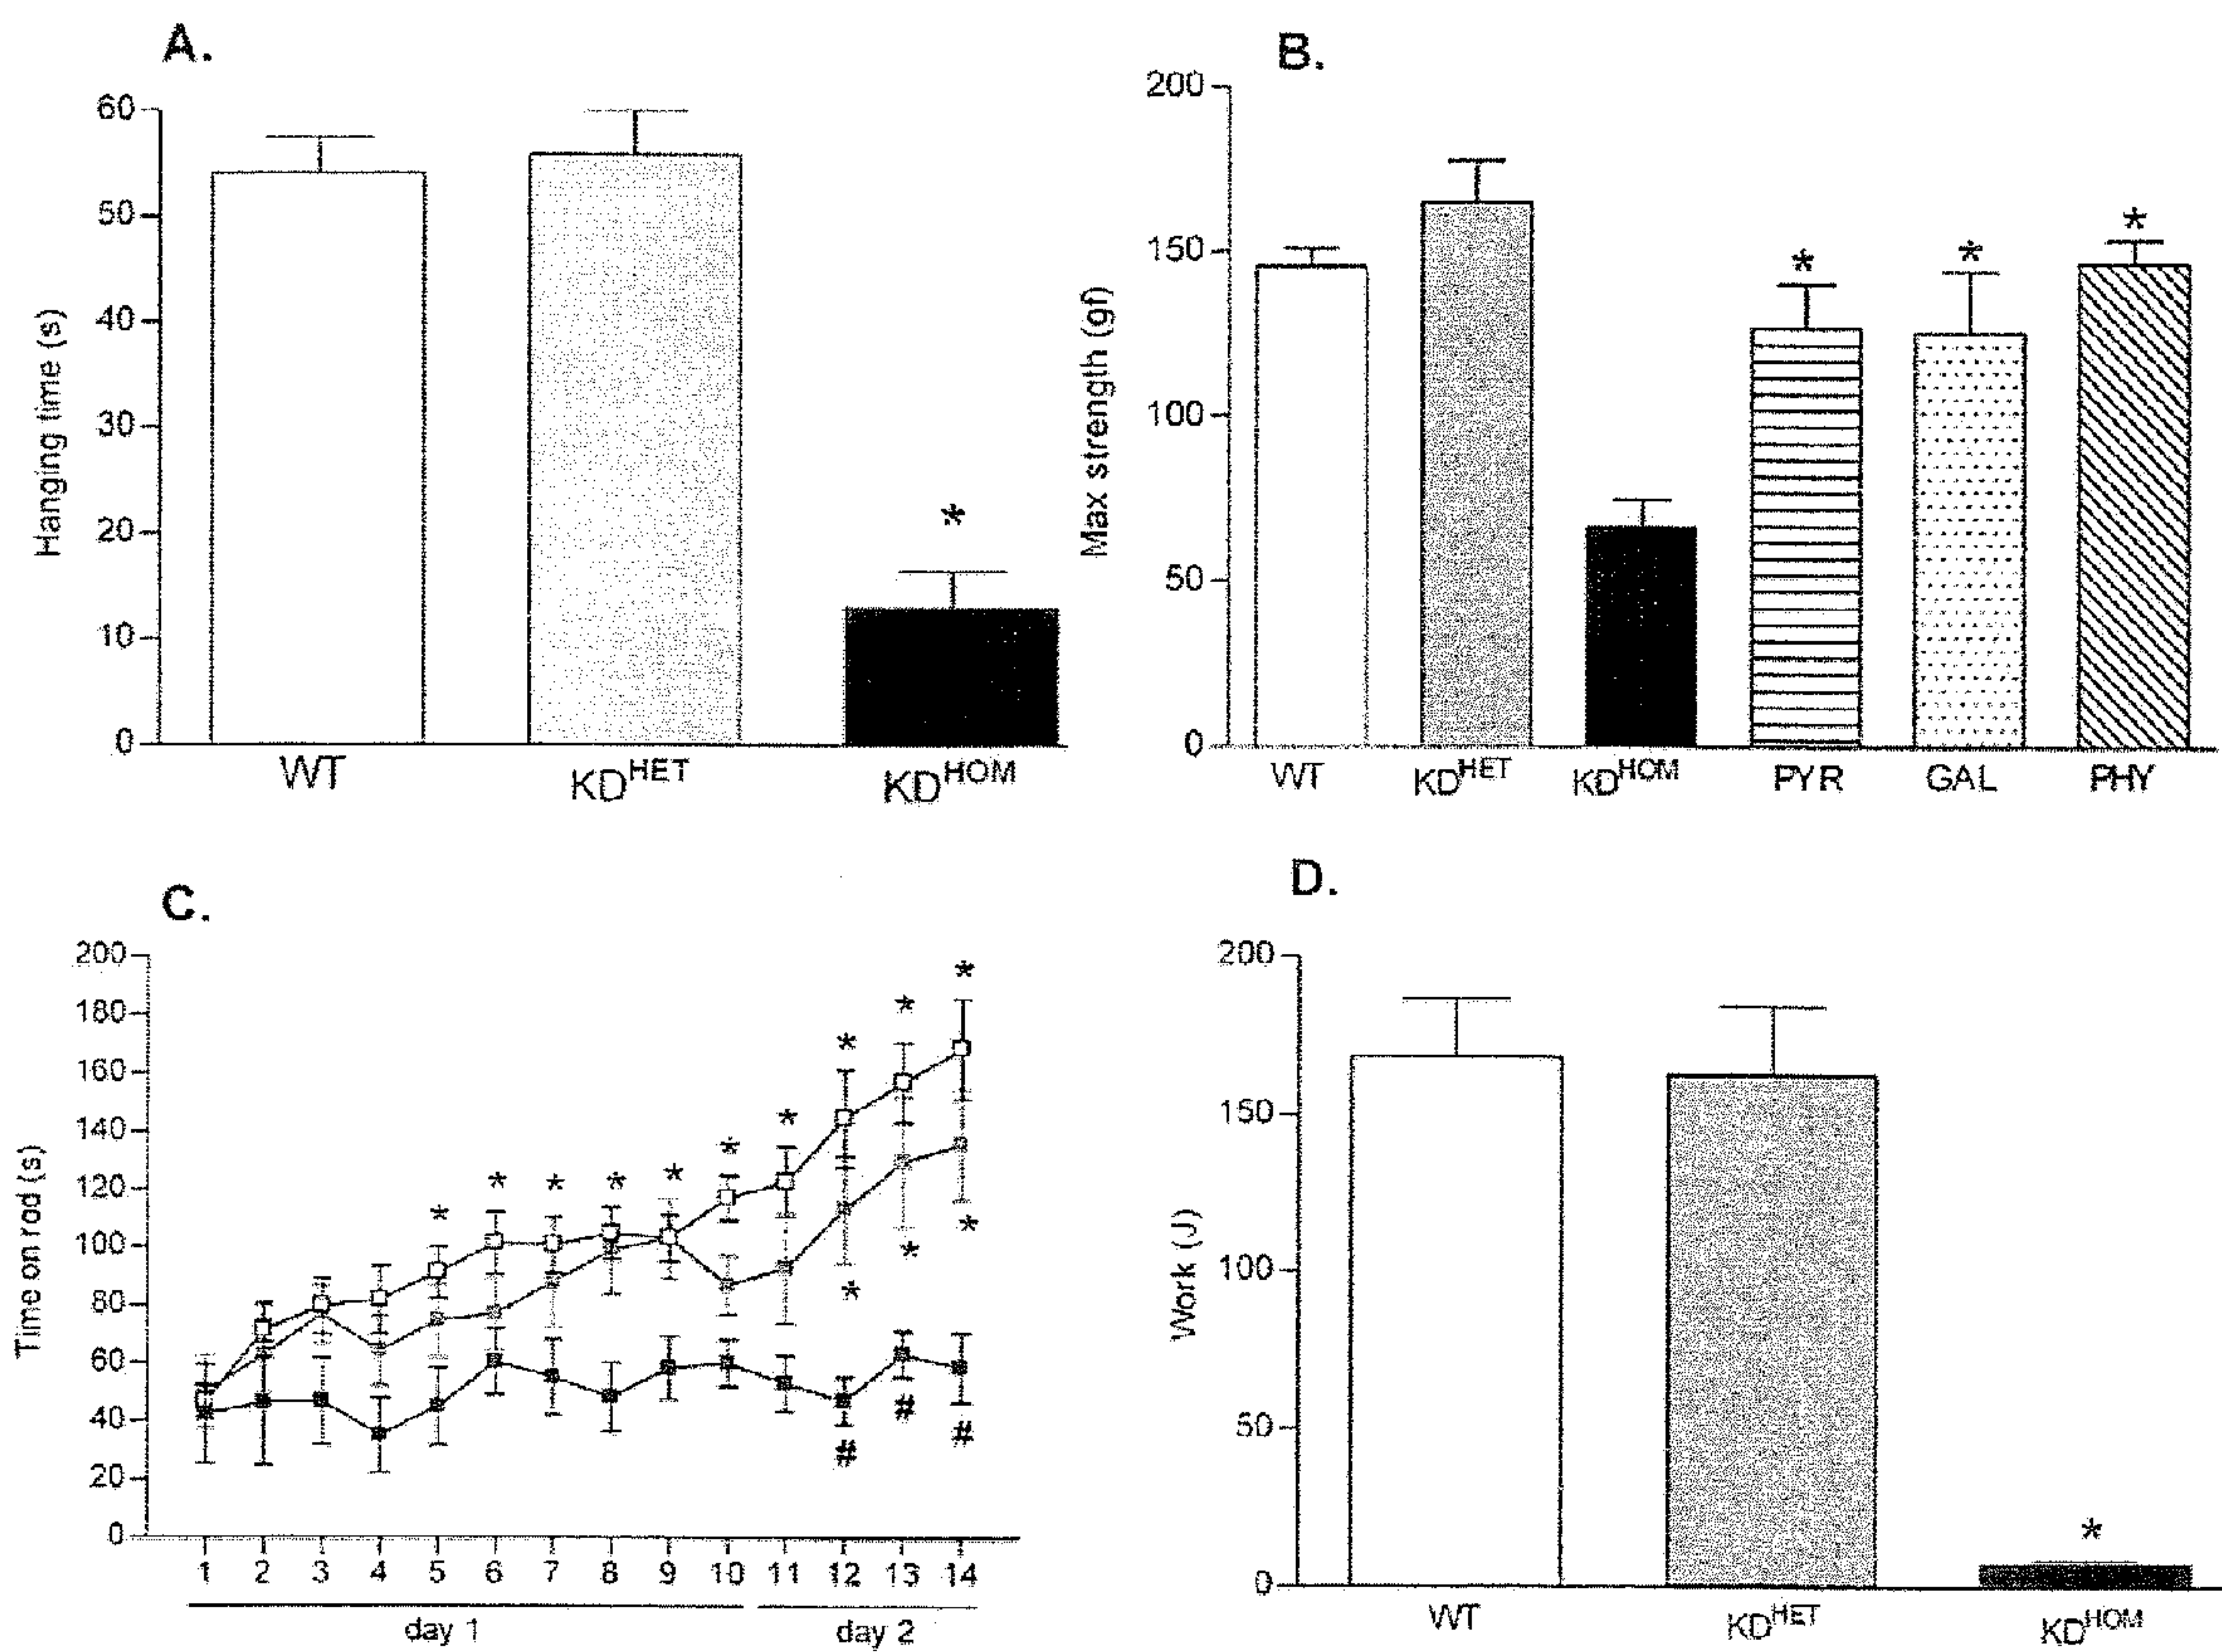 A.
Hanging time (s)
60
50
40
30
20
10
0
*
WT
KD^HET
KD^HOM
B.
Max strength (gf)
200
150
100
50
0
* * *
WT
KD^HET
KD^HOM
PYR
GAL
PHY
C.
Time on rod (s)
200
180
160
140
120
100
80
60
40
20
0
* * * * * * * * * *
* * *
# # #
1 2 3 4 5 6 7 8 9 10 11 12 13 14
day 1
day 2
D.
Work (J)
200
150
100
50
0
*
WT
KD^HET
KD^HOM